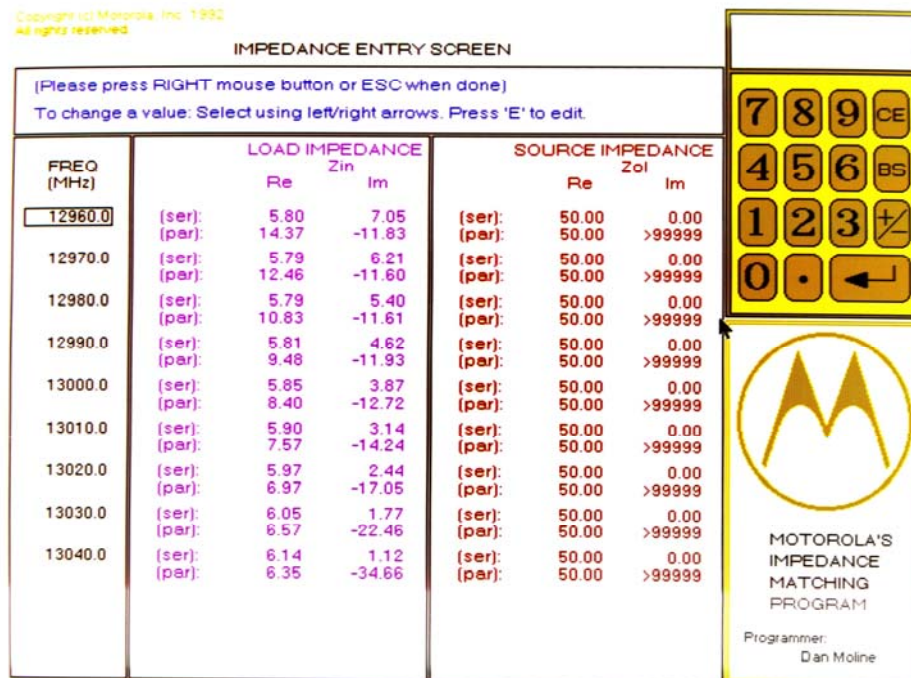 Copyright (c) Motorola, Inc. 1992
All rights reserved
IMPEDANCE ENTRY SCREEN
(Please press RIGHT mouse button or ESC when done)
To change a value: Select using left/right arrows. Press 'E' to edit.
FREQ
(MHz)
LOAD IMPEDANCE
Zin
Re Im
SOURCE IMPEDANCE
Zol
Re Im
12960.0 (ser): 5.80 7.05 (ser): 50.00 0.00
(par): 14.37 -11.83 (par): 50.00 >99999
12970.0 (ser): 5.79 6.21 (ser): 50.00 0.00
(par): 12.46 -11.60 (par): 50.00 >99999
12980.0 (ser): 5.79 5.40 (ser): 50.00 0.00
(par): 10.83 -11.61 (par): 50.00 >99999
12990.0 (ser): 5.81 4.62 (ser): 50.00 0.00
(par): 9.48 -11.93 (par): 50.00 >99999
13000.0 (ser): 5.85 3.87 (ser): 50.00 0.00
(par): 8.40 -12.72 (par): 50.00 >99999
13010.0 (ser): 5.90 3.14 (ser): 50.00 0.00
(par): 7.57 -14.24 (par): 50.00 >99999
13020.0 (ser): 5.97 2.44 (ser): 50.00 0.00
(par): 6.97 -17.05 (par): 50.00 >99999
13030.0 (ser): 6.05 1.77 (ser): 50.00 0.00
(par): 6.57 -22.46 (par): 50.00 >99999
13040.0 (ser): 6.14 1.12 (ser): 50.00 0.00
(par): 6.35 -34.66 (par): 50.00 >99999
7 8 9 CE
4 5 6 BS
1 2 3 +/-
0 .
MOTOROLA'S
IMPEDANCE
MATCHING
PROGRAM
Programmer:
Dan Moline